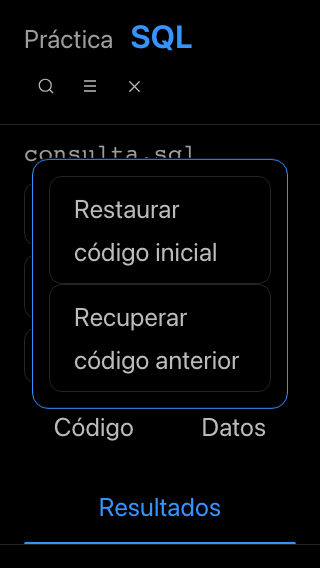 Práctica SQL
consulta.sql
Restaurar
código inicial
Recuperar
código anterior
Código Datos
Resultados